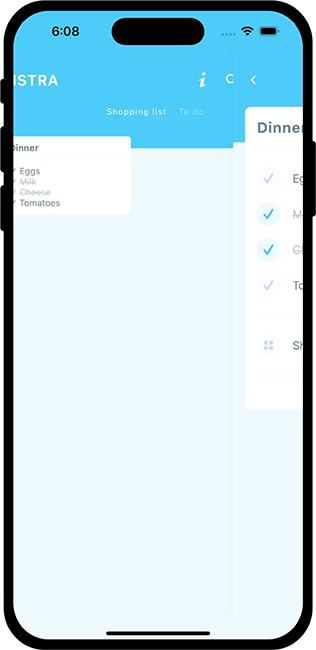 6:08
ISTRA
Shopping list To do
Dinner
Eggs
Milk
Cheese
Tomatoes
Dinner
Eg
M
Ch
To
Sh